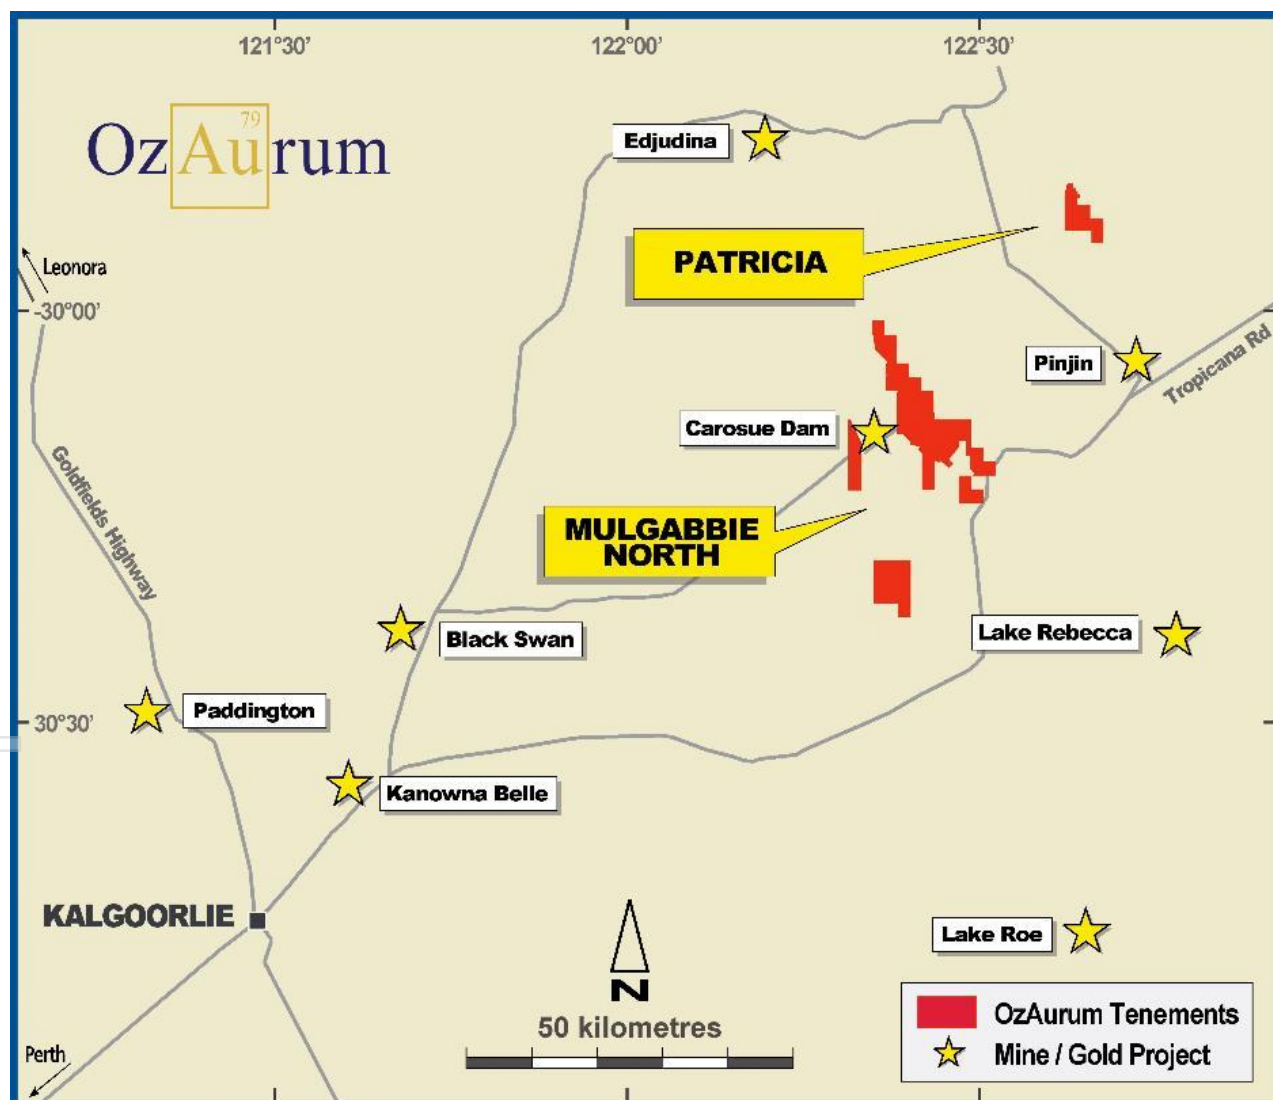 121°30’
122°00’
122°30’
79
OzAurum
Edjudina
PATRICIA
Leonora
-30°00’
Pinjin
Tropicana Rd
Carosue Dam
Goldfields Highway
MULGABBIE
NORTH
Black Swan
Lake Rebecca
Paddington
30°30’
Kanowna Belle
KALGOORLIE
Lake Roe
N
50 kilometres
OzAurum Tenements
Mine / Gold Project
Perth